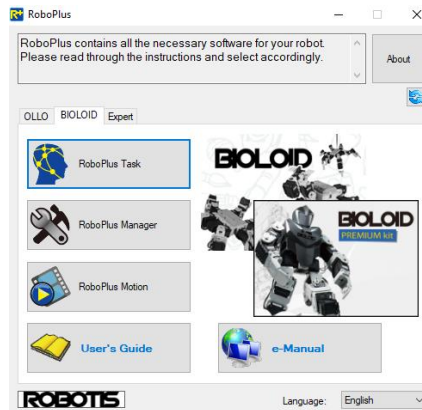 RoboPlus
RoboPlus contains all the necessary software for your robot.
Please read through the instructions and select accordingly.
About
OLLO BIOLOID Expert
RoboPlus Task
BIOLOID
RoboPlus Manager
BIOLOID
PREMIUM kit
RoboPlus Motion
User's Guide
e-Manual
ROBOTIS
Language: English